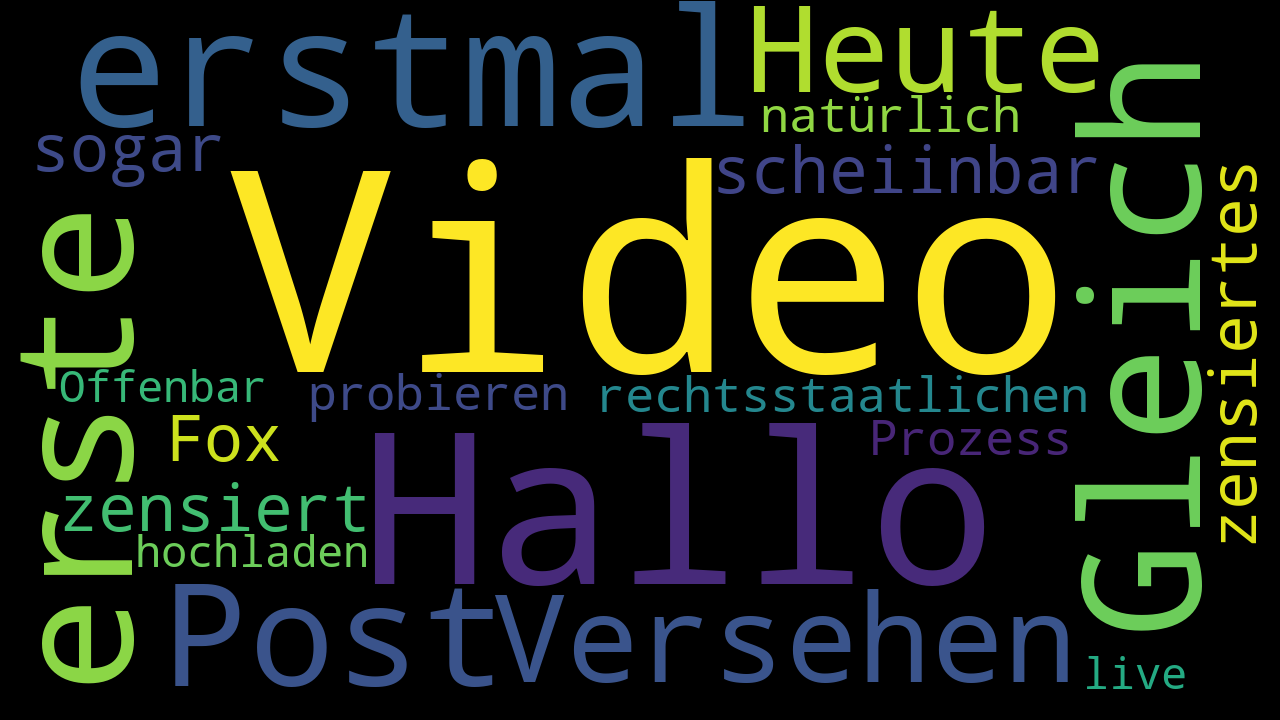 erstmal
Heute
natürlich
sogar
scheiinbar
Video
Gleich
zensiertes
erste
Offenbar
probieren
rechtsstaatlichen
Fox
Prozess
Hallo
zensiert
hochladen
Post
Versehen
live